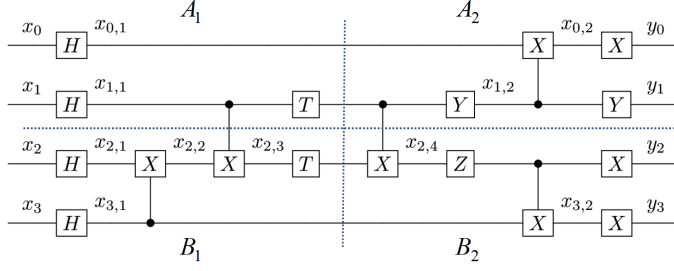 A₁ A₂
x₀ H x₀,₁ X x₀,₂ X y₀
x₁ H x₁,₁ T Y x₁,₂ Y y₁
x₂ H x₂,₁ X x₂,₂ X x₂,₃ T X x₂,₄ Z X y₂
x₃ H x₃,₁ X x₃,₂ X y₃
B₁ B₂